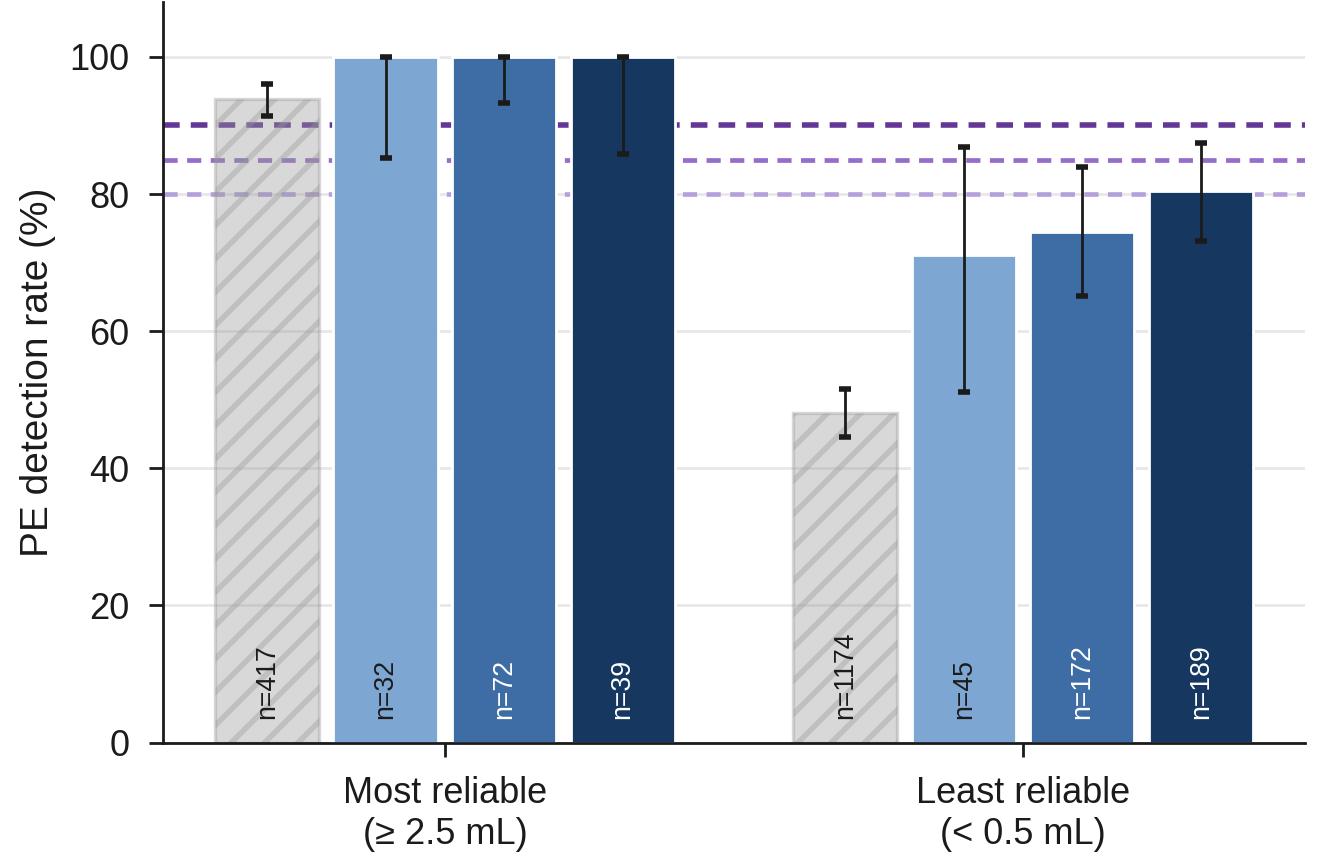 PE detection rate (%)
100
80
60
40
20
0
n=417
n=32
n=72
n=39
n=1174
n=45
n=172
n=189
Most reliable
(≥ 2.5 mL)
Least reliable
(< 0.5 mL)